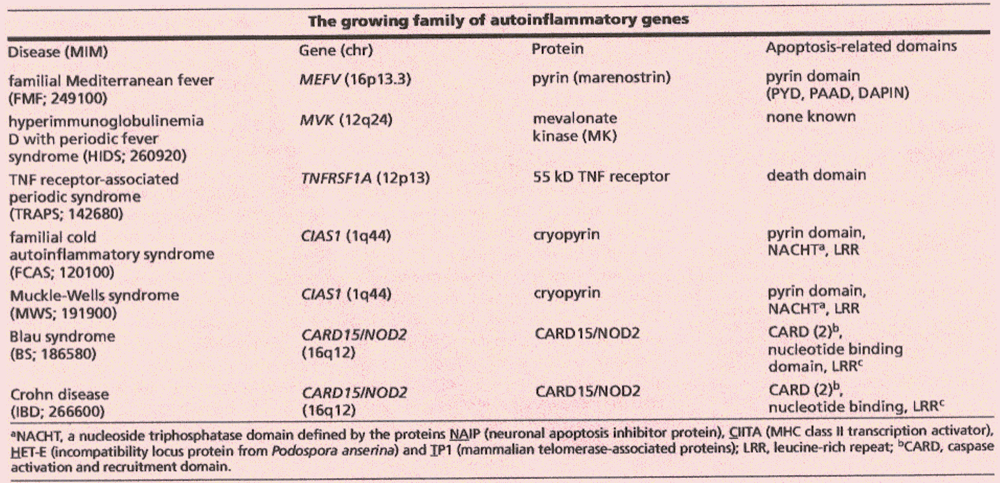 The growing family of autoinflammatory genes
Disease (MIM) Gene (chr) Protein Apoptosis-related domains
familial Mediterranean fever MEFV (16p13.3) pyrin (marenostrin) pyrin domain
(FMF; 249100) (PYD, PAAD, DAPIN)
hyperimmunoglobulinemia MVK (12q24) mevalonate none known
D with periodic fever kinase (MK)
syndrome (HIDS; 260920)
TNF receptor-associated TNFRSF1A (12p13) 55 kD TNF receptor death domain
periodic syndrome
(TRAPS; 142680)
familial cold CIAS1 (1q44) cryopyrin pyrin domain,
autoinflammatory syndrome NACHTᵃ, LRR
(FCAS; 120100)
Muckle-Wells syndrome CIAS1 (1q44) cryopyrin pyrin domain,
(MWS; 191900) NACHTᵃ, LRR
Blau syndrome CARD15/NOD2 CARD15/NOD2 CARD (2)ᵇ,
(BS; 186580) (16q12) nucleotide binding
domain, LRRᶜ
Crohn disease CARD15/NOD2 CARD15/NOD2 CARD (2)ᵇ,
(IBD; 266600) (16q12) nucleotide binding, LRRᶜ
ᵃNACHT, a nucleoside triphosphatase domain defined by the proteins NAIP (neuronal apoptosis inhibitor protein), CIITA (MHC class II transcription activator),
HET-E (incompatibility locus protein from Podospora anserina) and TP1 (mammalian telomerase-associated proteins); LRR, leucine-rich repeat; ᵇCARD, caspase
activation and recruitment domain.